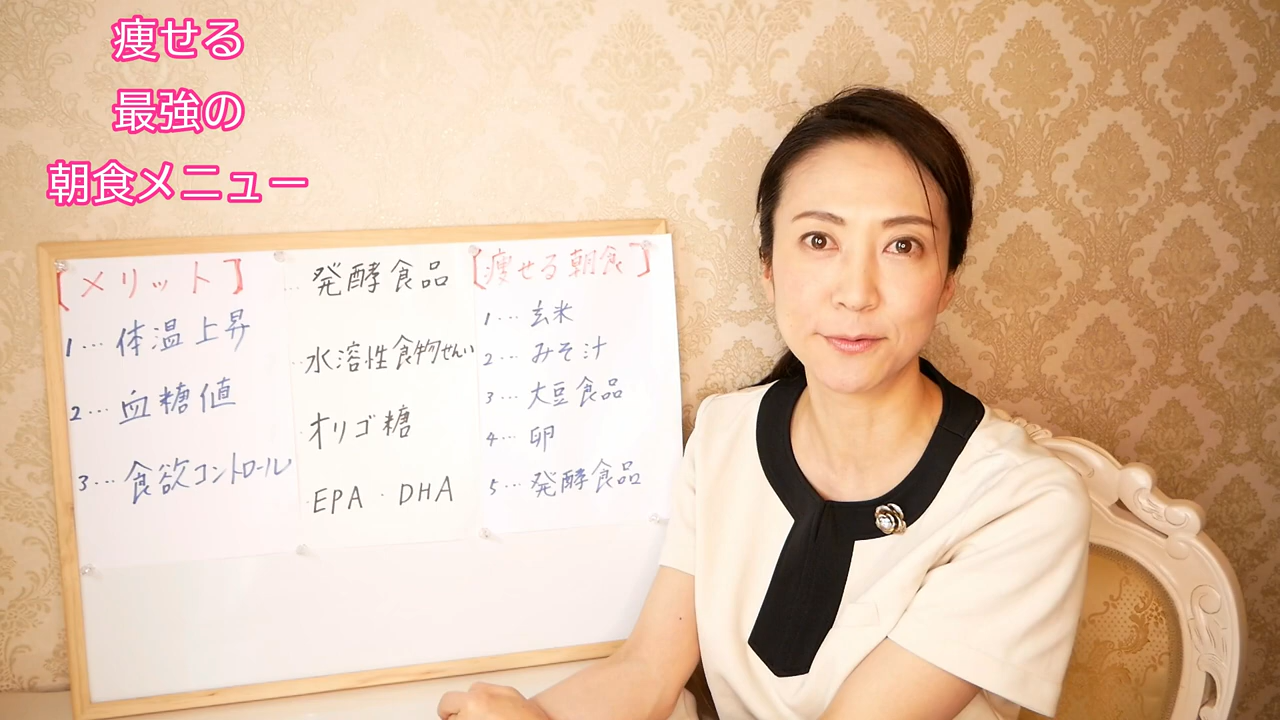 痩せる
最強の
朝食メニュー
【メリット】
1… 体温上昇
2… 血糖値
3… 食欲コントロール
発酵食品
水溶性食物せんい
オリゴ糖
EPA・DHA
【痩せる朝食】
1… 玄米
2… みそ汁
3… 大豆食品
4… 卵
5… 発酵食品